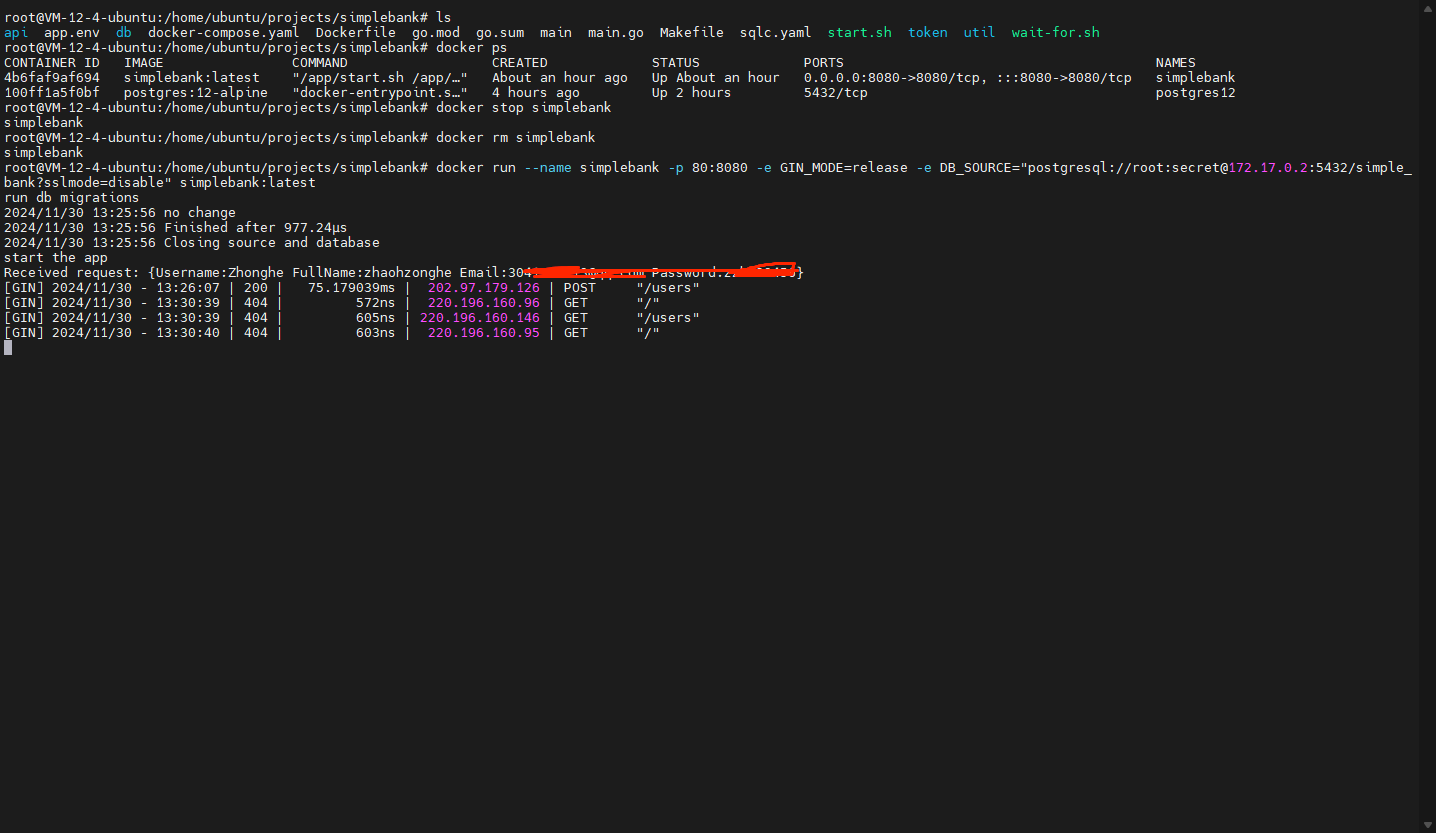 root@VM-12-4-ubuntu:/home/ubuntu/projects/simplebank# ls
api app.env db docker-compose.yaml Dockerfile go.mod go.sum main main.go Makefile sqlc.yaml start.sh token util wait-for.sh
root@VM-12-4-ubuntu:/home/ubuntu/projects/simplebank# docker ps
CONTAINER ID IMAGE COMMAND CREATED STATUS PORTS NAMES
4b6faf9af694 simplebank:latest "/app/start.sh /app/…" About an hour ago Up About an hour 0.0.0.0:8080->8080/tcp, :::8080->8080/tcp simplebank
100ff1a5f0bf postgres:12-alpine "docker-entrypoint.s…" 4 hours ago Up 2 hours 5432/tcp postgres12
root@VM-12-4-ubuntu:/home/ubuntu/projects/simplebank# docker stop simplebank
simplebank
root@VM-12-4-ubuntu:/home/ubuntu/projects/simplebank# docker rm simplebank
simplebank
root@VM-12-4-ubuntu:/home/ubuntu/projects/simplebank# docker run --name simplebank -p 80:8080 -e GIN_MODE=release -e DB_SOURCE="postgresql://root:secret@172.17.0.2:5432/simple_
bank?sslmode=disable" simplebank:latest
run db migrations
2024/11/30 13:25:56 no change
2024/11/30 13:25:56 Finished after 977.24µs
2024/11/30 13:25:56 Closing source and database
start the app
Received request: {Username:Zhonghe FullName:zhaohzonghe
[GIN] 2024/11/30 - 13:26:07 | 200 | 75.179039ms | 202.97.179.126 | POST "/users"
[GIN] 2024/11/30 - 13:30:39 | 404 | 572ns | 220.196.160.96 | GET "/"
[GIN] 2024/11/30 - 13:30:39 | 404 | 605ns | 220.196.160.146 | GET "/users"
[GIN] 2024/11/30 - 13:30:40 | 404 | 603ns | 220.196.160.95 | GET "/"